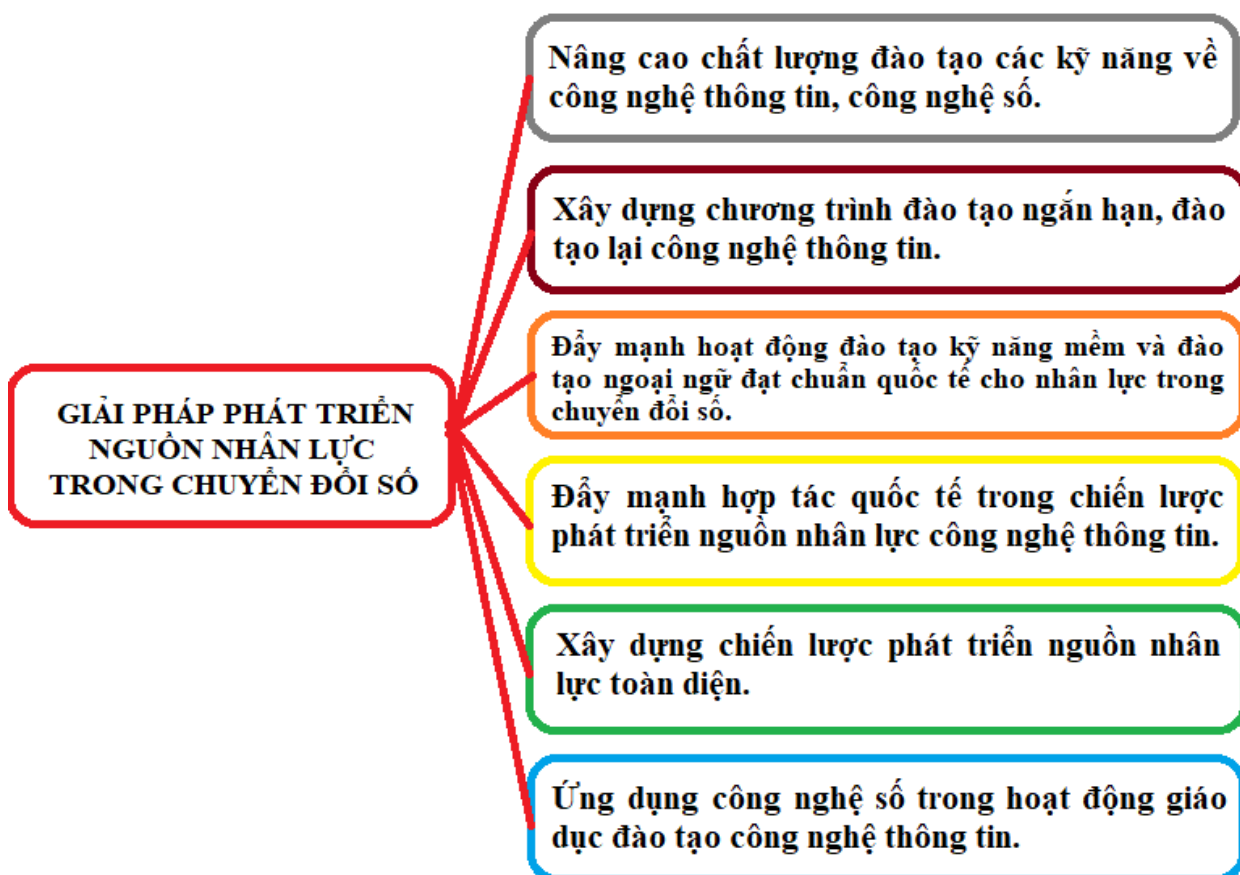 GIẢI PHÁP PHÁT TRIỂN
NGUỒN NHÂN LỰC
TRONG CHUYỂN ĐỔI SỐ
Nâng cao chất lượng đào tạo các kỹ năng về
công nghệ thông tin, công nghệ số.
Xây dựng chương trình đào tạo ngắn hạn, đào
tạo lại công nghệ thông tin.
Đẩy mạnh hoạt động đào tạo kỹ năng mềm và đào
tạo ngoại ngữ đạt chuẩn quốc tế cho nhân lực trong
chuyển đổi số.
Đẩy mạnh hợp tác quốc tế trong chiến lược
phát triển nguồn nhân lực công nghệ thông tin.
Xây dựng chiến lược phát triển nguồn nhân
lực toàn diện.
Ứng dụng công nghệ số trong hoạt động giáo
dục đào tạo công nghệ thông tin.